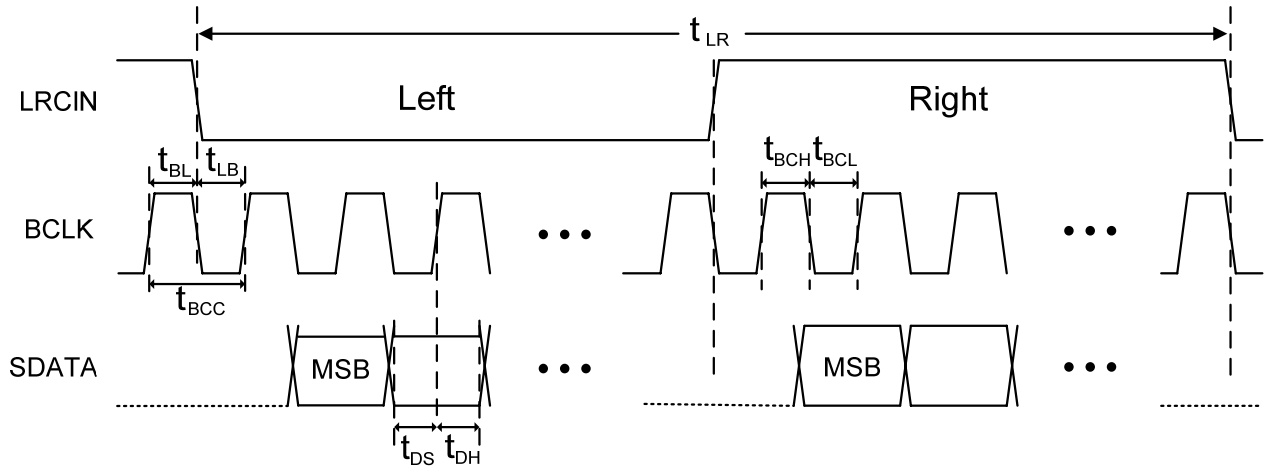 tLR
LRCIN
Left
Right
tBL
tLB
tBCH
tBCL
BCLK
• • •
• • •
tBCC
SDATA
MSB
• • •
MSB
• • •
tDS
tDH